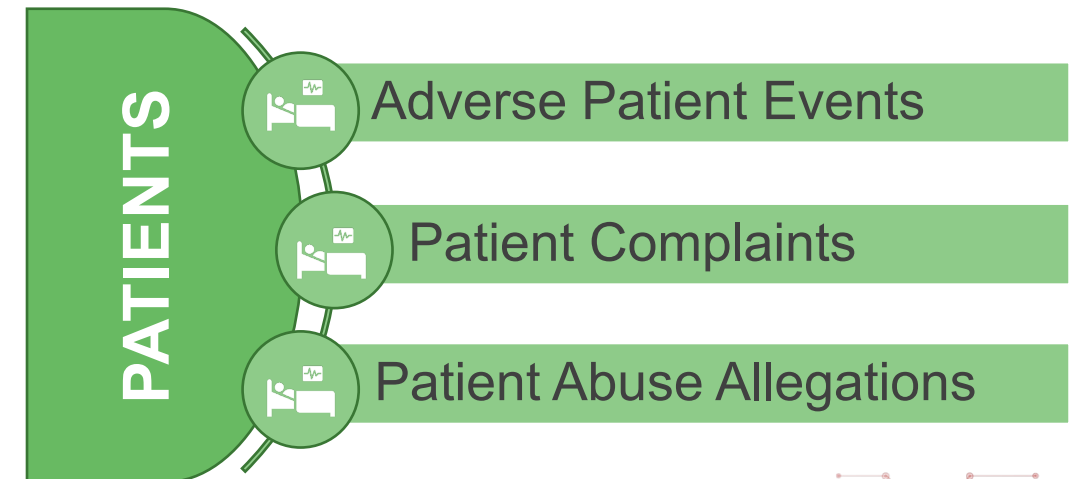 PATIENTS
Adverse Patient Events
Patient Complaints
Patient Abuse Allegations